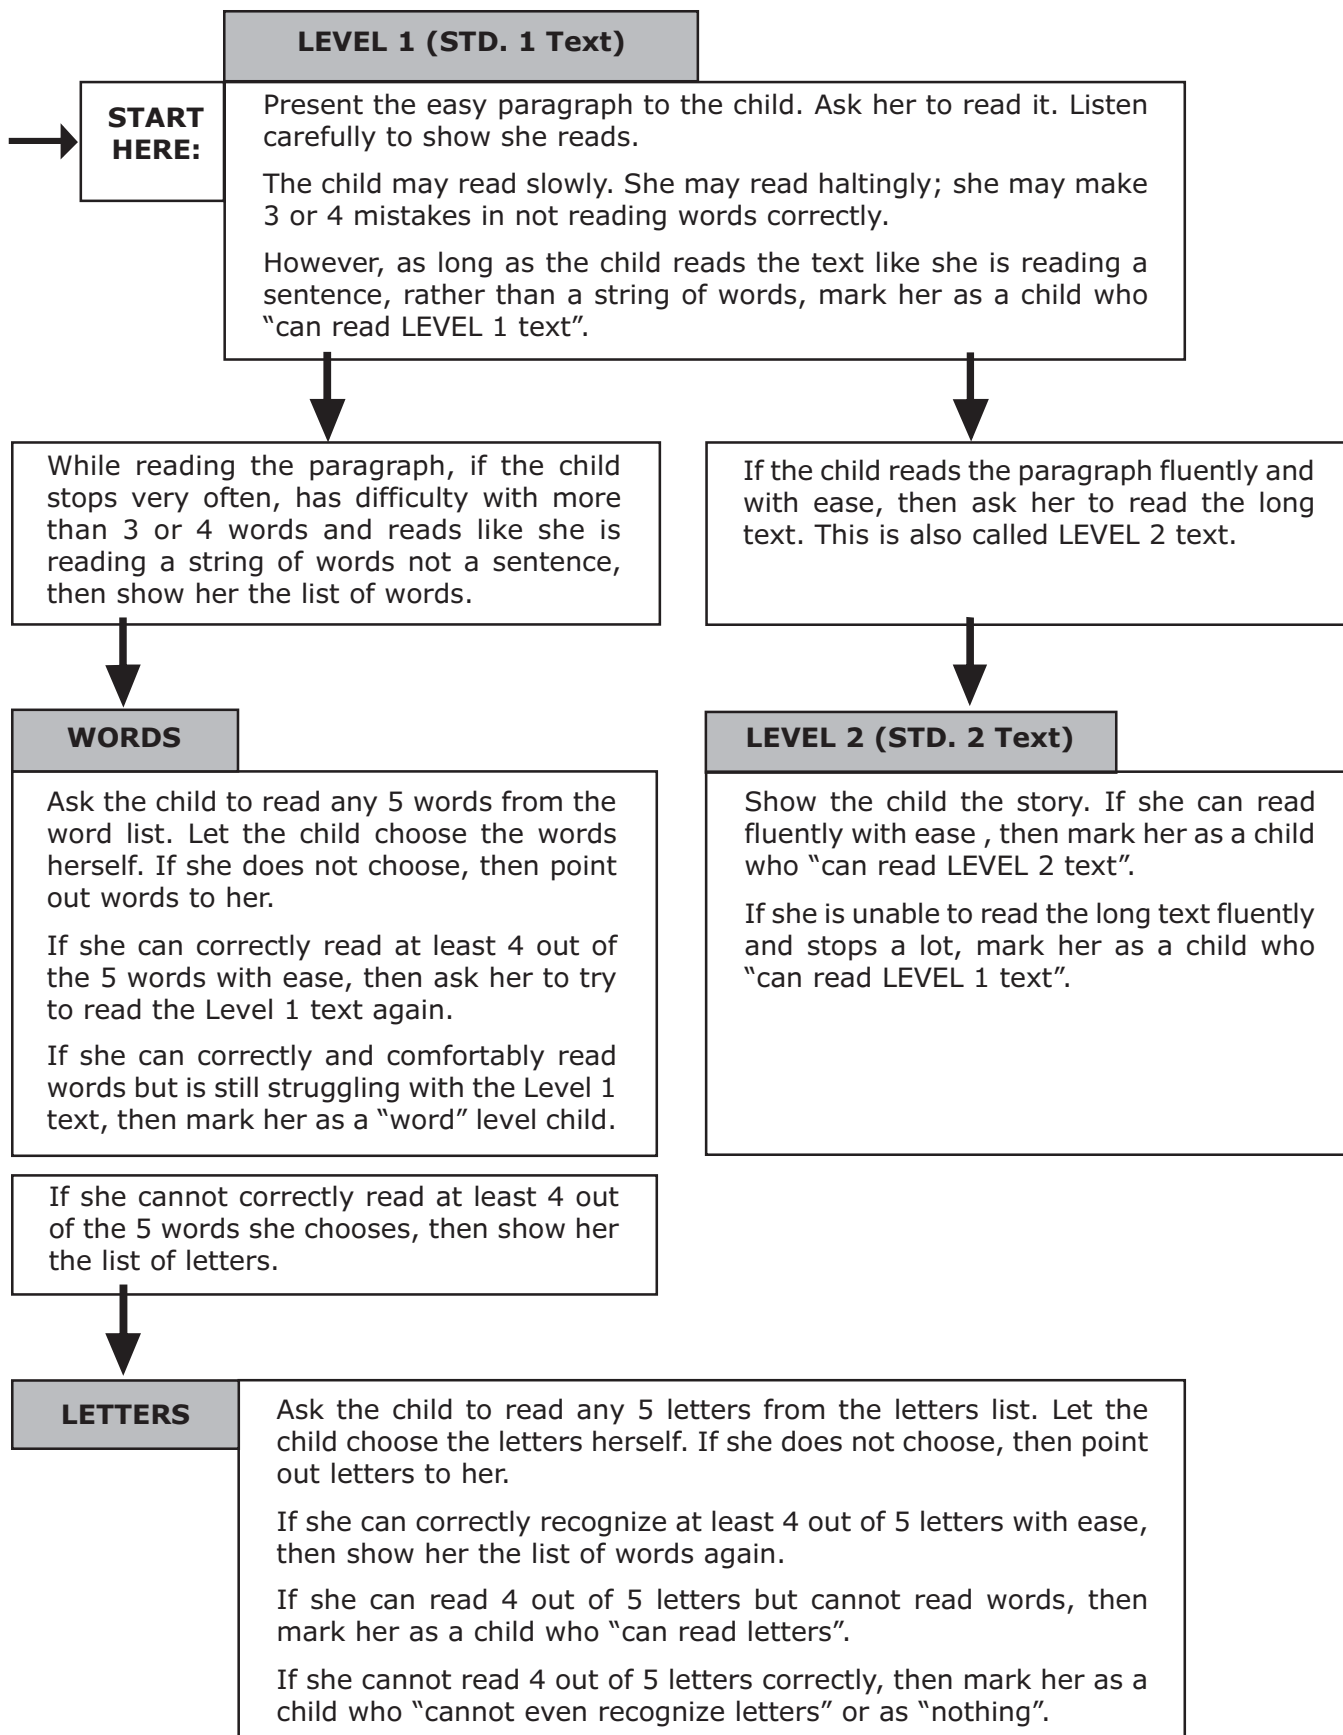 LEVEL 1 (STD. 1 Text)
START
HERE:
Present the easy paragraph to the child. Ask her to read it. Listen
carefully to show she reads.
The child may read slowly. She may read haltingly; she may make
3 or 4 mistakes in not reading words correctly.
However, as long as the child reads the text like she is reading a
sentence, rather than a string of words, mark her as a child who
“can read LEVEL 1 text”.
While reading the paragraph, if the child
stops very often, has difficulty with more
than 3 or 4 words and reads like she is
reading a string of words not a sentence,
then show her the list of words.
If the child reads the paragraph fluently and
with ease, then ask her to read the long
text. This is also called LEVEL 2 text.
WORDS
Ask the child to read any 5 words from the
word list. Let the child choose the words
herself. If she does not choose, then point
out words to her.
If she can correctly read at least 4 out of
the 5 words with ease, then ask her to try
to read the Level 1 text again.
If she can correctly and comfortably read
words but is still struggling with the Level 1
text, then mark her as a “word” level child.
LEVEL 2 (STD. 2 Text)
Show the child the story. If she can read
fluently with ease , then mark her as a child
who “can read LEVEL 2 text”.
If she is unable to read the long text fluently
and stops a lot, mark her as a child who
“can read LEVEL 1 text”.
If she cannot correctly read at least 4 out
of the 5 words she chooses, then show her
the list of letters.
LETTERS
Ask the child to read any 5 letters from the letters list. Let the
child choose the letters herself. If she does not choose, then point
out letters to her.
If she can correctly recognize at least 4 out of 5 letters with ease,
then show her the list of words again.
If she can read 4 out of 5 letters but cannot read words, then
mark her as a child who “can read letters”.
If she cannot read 4 out of 5 letters correctly, then mark her as a
child who “cannot even recognize letters” or as “nothing”.